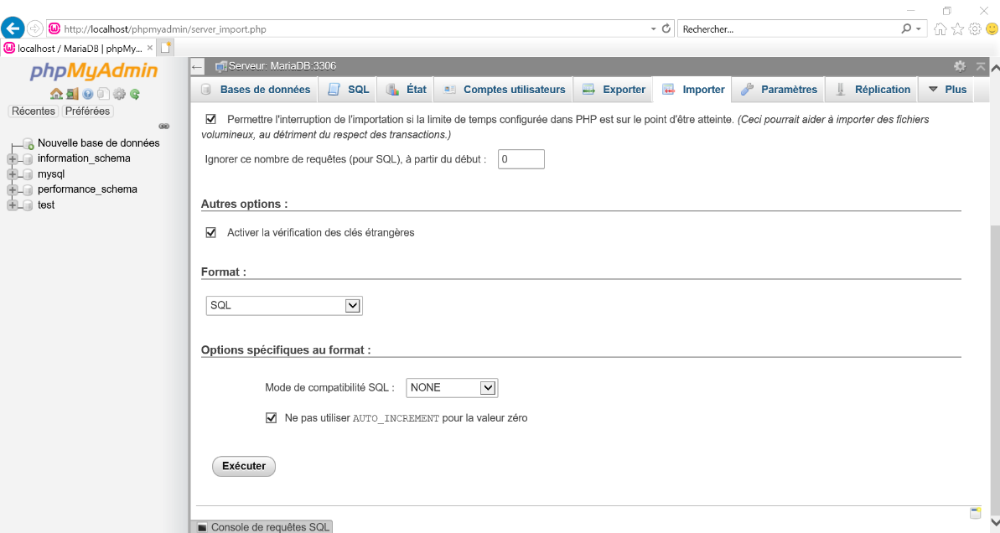 http://localhost/phpmyadmin/server_import.php
Rechercher...
localhost / MariaDB | phpMy...
phpMyAdmin
Récentes
Préférées
Nouvelle base de données
information_schema
mysql
performance_schema
test
Serveur: MariaDB:3306
Bases de données
SQL
État
Comptes utilisateurs
Exporter
Importer
Paramètres
Réplication
Plus
Permettre l'interruption de l'importation si la limite de temps configurée dans PHP est sur le point d'être atteinte. (Ceci pourrait aider à importer des fichiers
volumineux, au détriment du respect des transactions.)
Ignorer ce nombre de requêtes (pour SQL), à partir du début : 0
Autres options :
Activer la vérification des clés étrangères
Format :
SQL
Options spécifiques au format :
Mode de compatibilité SQL : NONE
Ne pas utiliser AUTO_INCREMENT pour la valeur zéro
Exécuter
Console de requêtes SQL